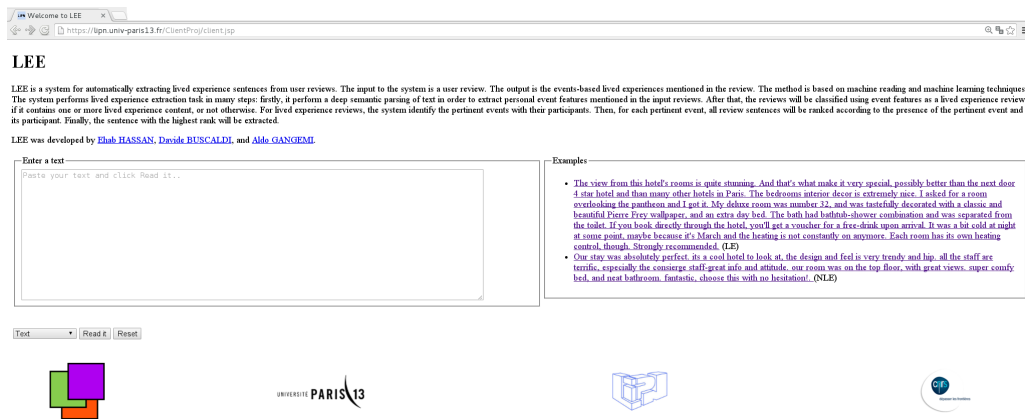 Welcome to LEE
https://lipn.univ-paris13.fr/ClientProj/client.jsp
LEE
LEE is a system for automatically extracting lived experience sentences from user reviews. The input to the system is a user review. The output is the events-based lived experiences mentioned in the review. The method is based on machine reading and machine learning techniques
The system performs lived experience extraction task in many steps: firstly, it perform a deep semantic parsing of text in order to extract personal event features mentioned in the input reviews. After that, the reviews will be classified using event features as a lived experience review
if it contains one or more lived experience content, or not otherwise. For lived experience reviews, the system identify the pertinent events with their participants. Then, for each pertinent event, all review sentences will be ranked according to the presence of the pertinent event and
its participant. Finally, the sentence with the highest rank will be extracted.
LEE was developed by Ehab HASSAN, Davide BUSCALDI, and Aldo GANGEMI.
Enter a text
Paste your text and click Read it..
Examples
The view from this hotel's rooms is quite stunning. And that's what make it very special, possibly better than the next door
4 star hotel and than many other hotels in Paris. The bedrooms interior decor is extremely nice. I asked for a room
overlooking the pantheon and I got it. My deluxe room was number 32, and was tastefully decorated with a classic and
beautiful Pierre Frey wallpaper, and an extra day bed. The bath had bathtub-shower combination and was separated from
the toilet. If you book directly through the hotel, you'll get a voucher for a free-drink upon arrival. It was a bit cold at night
at some point, maybe because it's March and the heating is not constantly on anymore. Each room has its own heating
control, though. Strongly recommended. (LE)
Our stay was absolutely perfect. its a cool hotel to look at, the design and feel is very trendy and hip. all the staff are
terrific, especially the consierge staff-great info and attitude. our room was on the top floor, with great views. super comfy
bed, and neat bathroom. fantastic, choose this with no hesitation!. (NLE)
Text Read it Reset
UNIVERSITÉ PARIS 13
cnrs